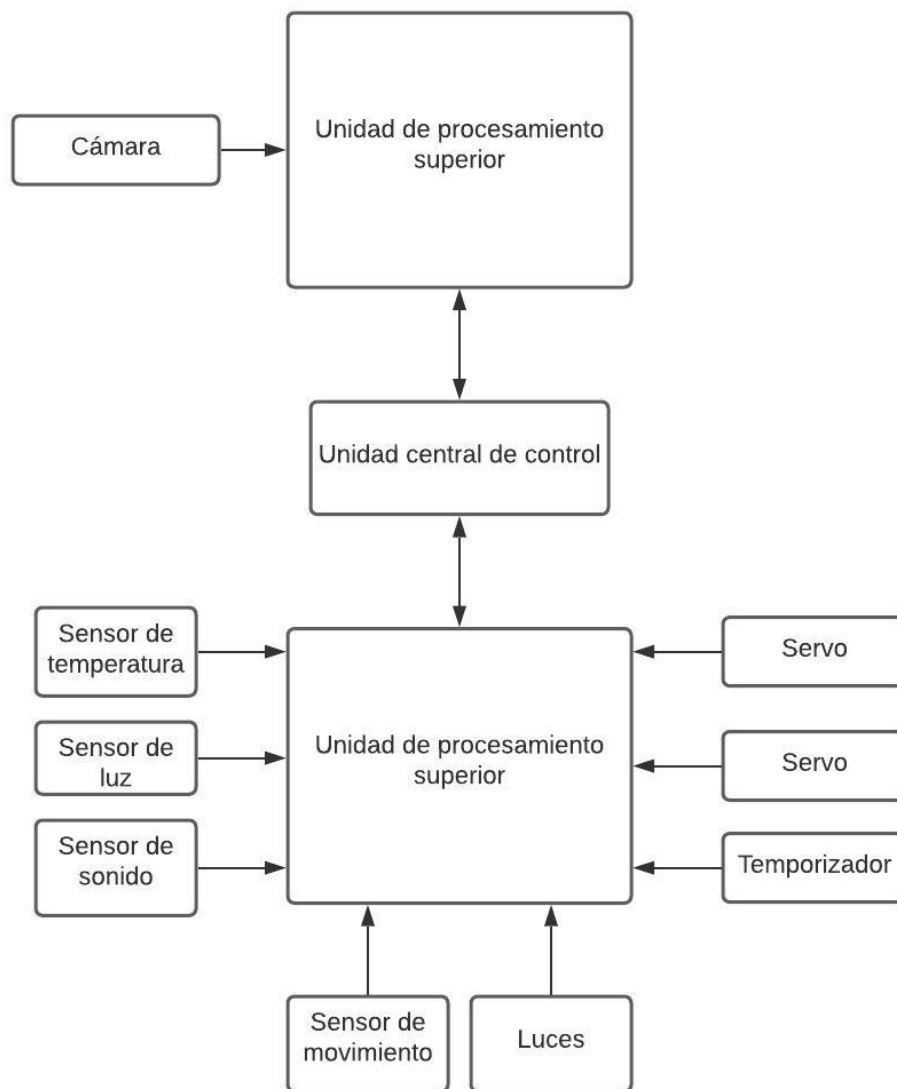 Unidad de procesamiento
superior
Cámara
Unidad central de control
Sensor de
temperatura
Servo
Unidad de procesamiento
superior
Sensor de
luz
Servo
Sensor de
sonido
Temporizador
Sensor de
movimiento
Luces